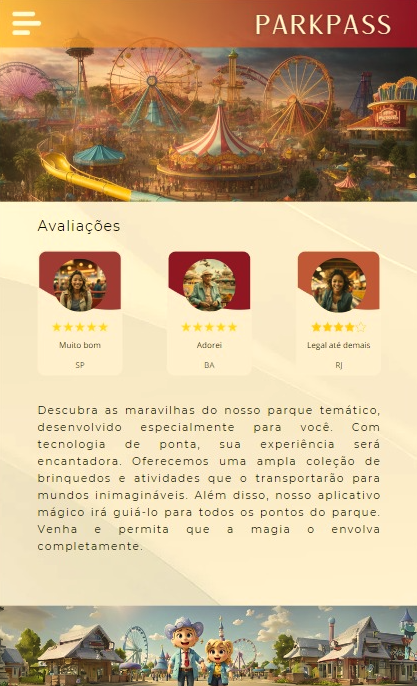 PARKPASS
Avaliações
Muito bom
SP
Adorei
BA
Legal até demais
RJ
Descubra as maravilhas do nosso parque temático,
desenvolvido especialmente para você. Com
tecnologia de ponta, sua experiência será
encantadora. Oferecemos uma ampla coleção de
brinquedos e atividades que o transportarão para
mundos inimagináveis. Além disso, nosso aplicativo
mágico irá guiá-lo para todos os pontos do parque.
Venha e permita que a magia o envolva
completamente.